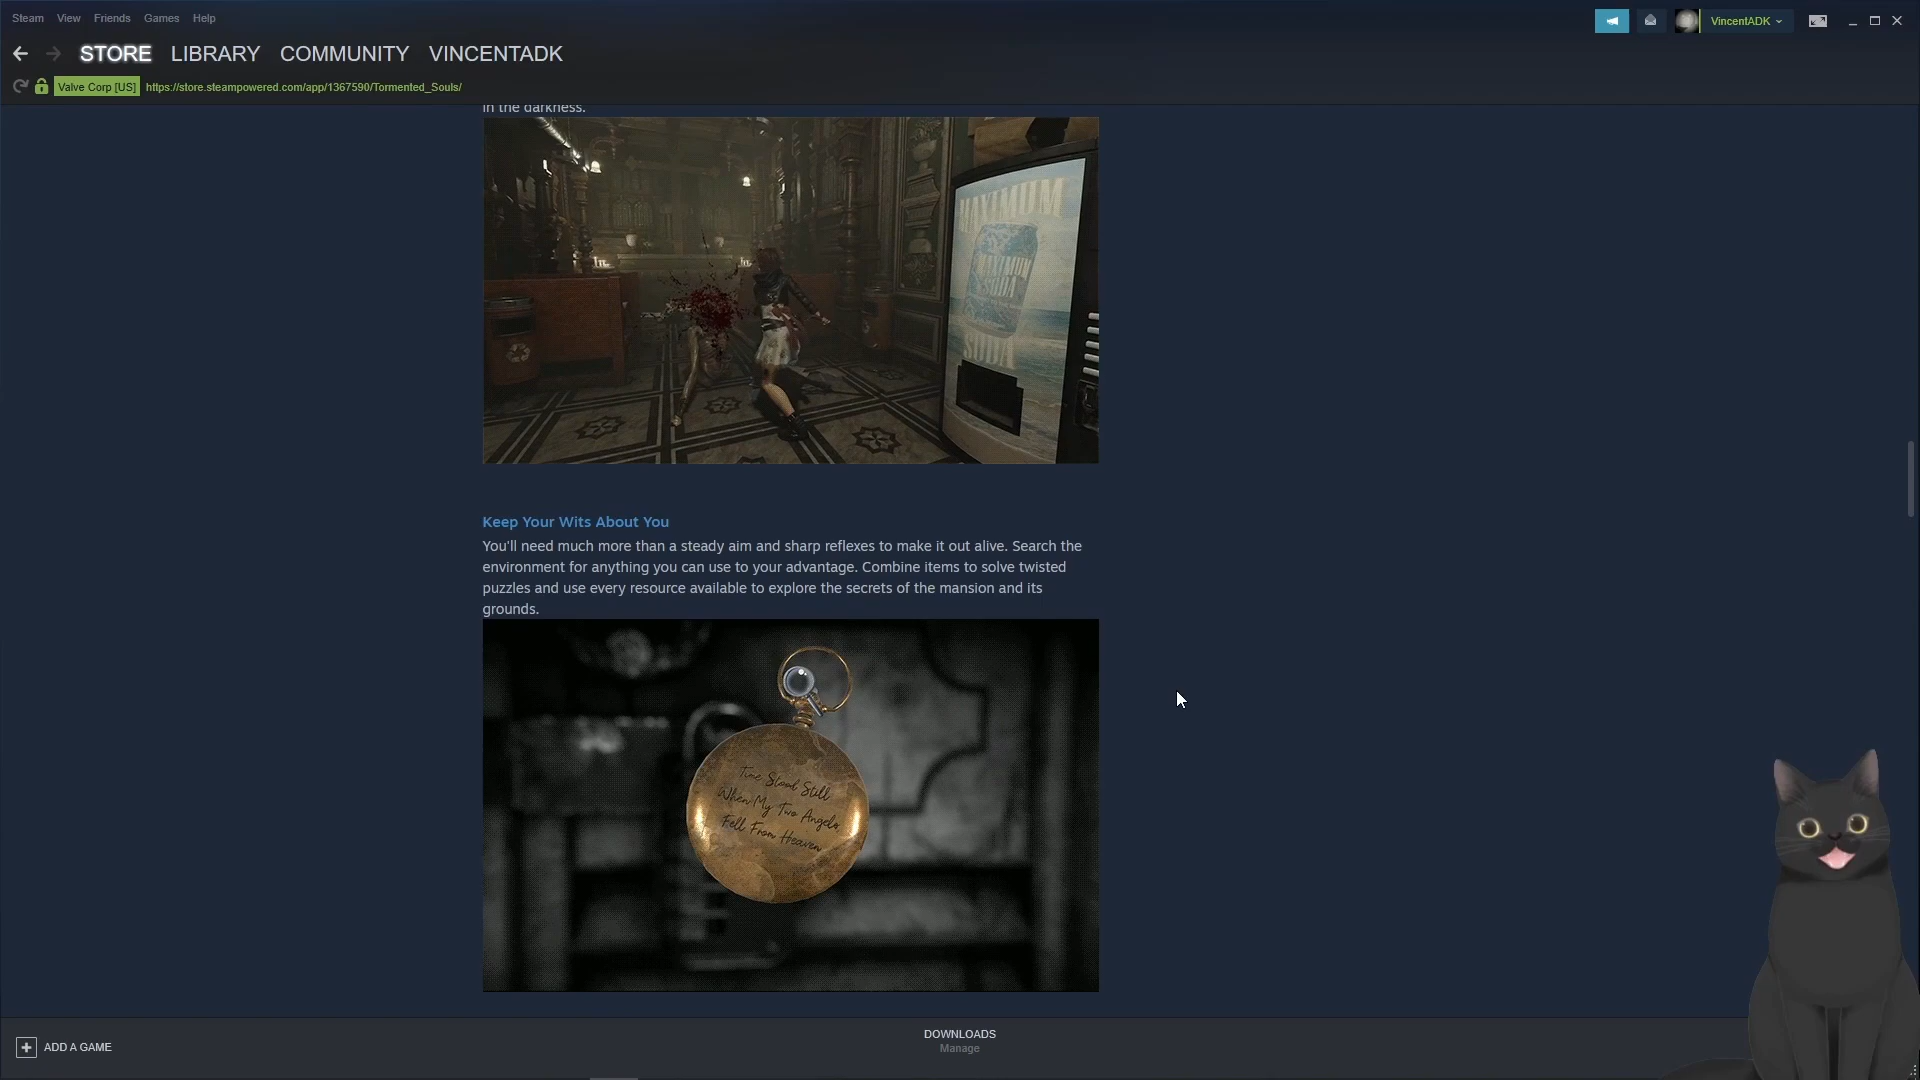 Steam View Friends Games Help
VincentADK
STORE LIBRARY COMMUNITY VINCENTADK
Valve Corp [US] https://store.steampowered.com/app/1367590/Tormented_Souls/
in the darkness.
MAXIMUM
MAXIMUM
SODA
SODA
Keep Your Wits About You
You'll need much more than a steady aim and sharp reflexes to make it out alive. Search the
environment for anything you can use to your advantage. Combine items to solve twisted
puzzles and use every resource available to explore the secrets of the mansion and its
grounds.
Time Stood Still
When My Two Angels
Fell From Heaven
ADD A GAME
DOWNLOADS
Manage